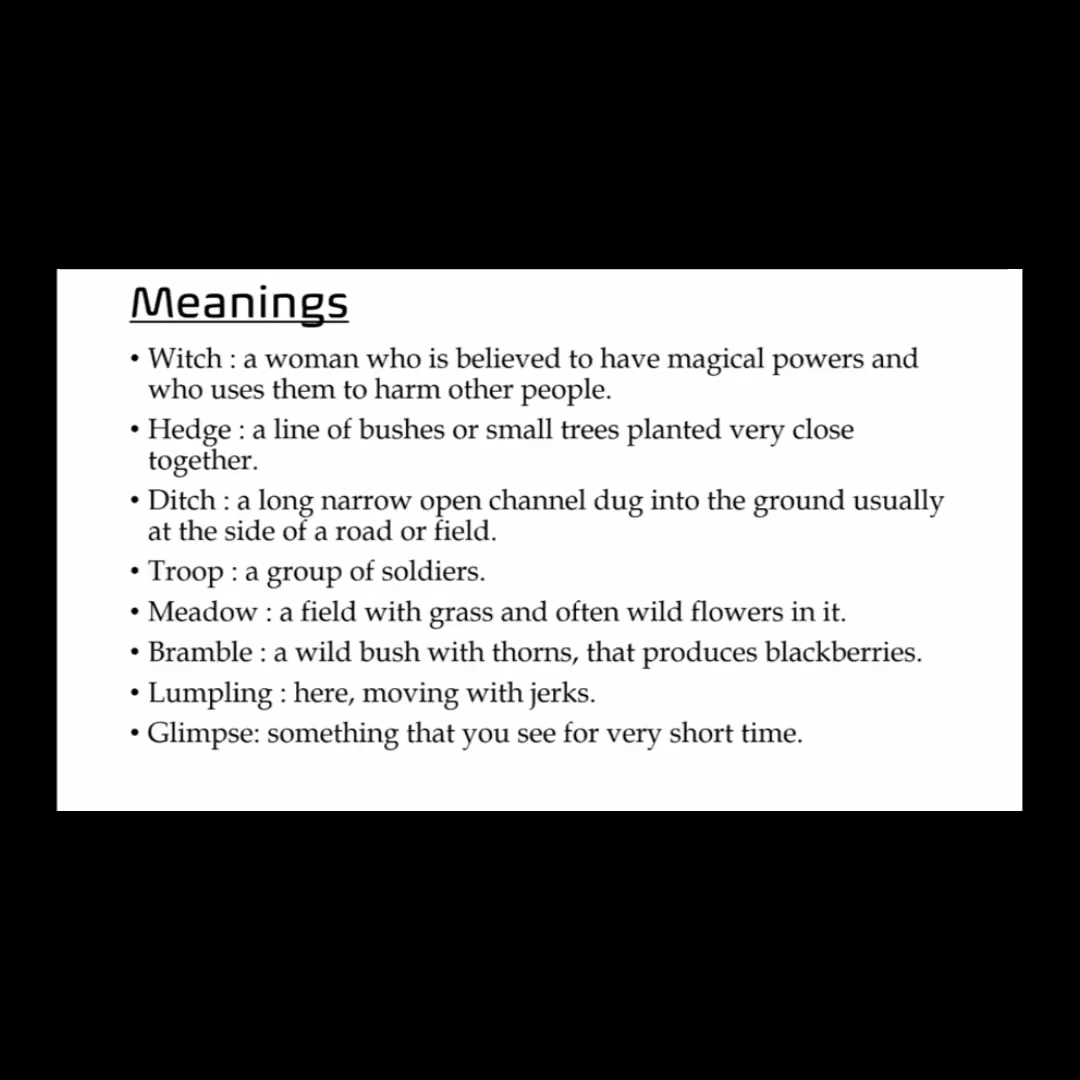 Meanings
• Witch : a woman who is believed to have magical powers and
who uses them to harm other people.
• Hedge : a line of bushes or small trees planted very close
together.
• Ditch : a long narrow open channel dug into the ground usually
at the side of a road or field.
• Troop : a group of soldiers.
• Meadow : a field with grass and often wild flowers in it.
• Bramble : a wild bush with thorns, that produces blackberries.
• Lumpling : here, moving with jerks.
• Glimpse: something that you see for very short time.